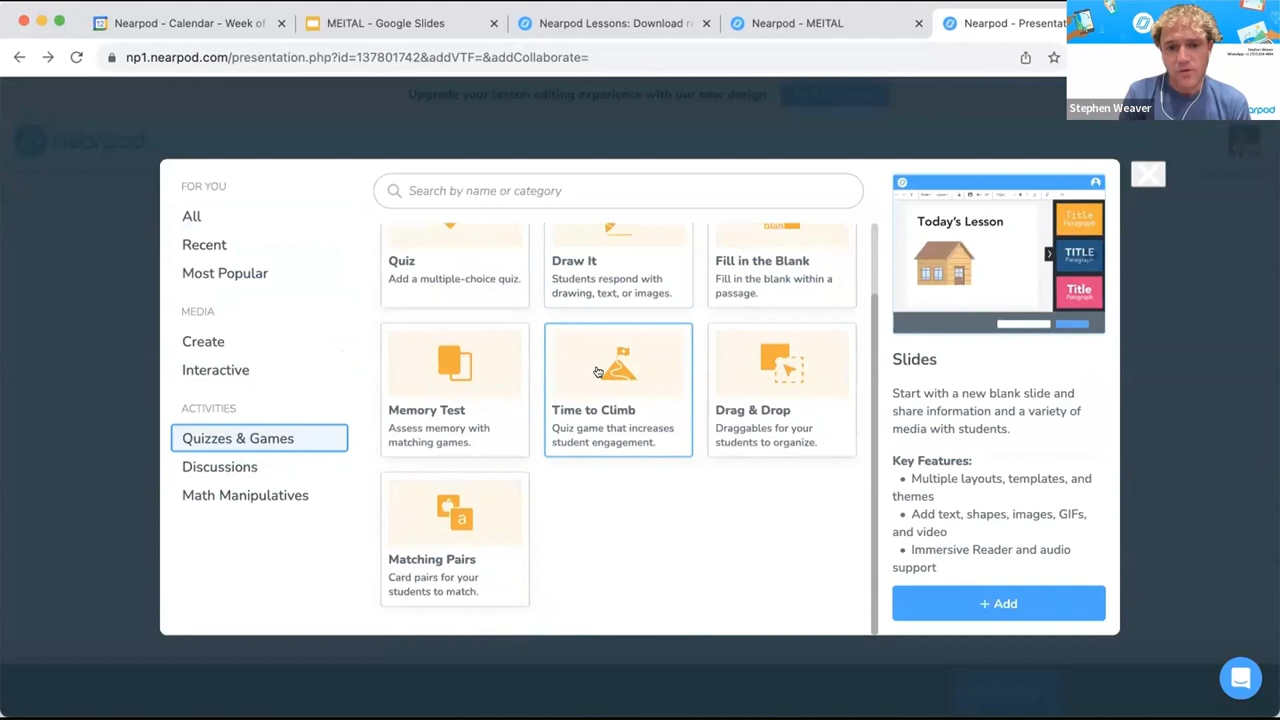 Nearpod - Calendar - Week of
MEITAL - Google Slides
Nearpod Lessons: Download r
Nearpod - MEITAL
Nearpod - Presenta
np1.nearpod.com/presentation.php?id=137801742&addVTF=&addCollaborate=
Stephen Weaver
Upgrade your lesson editing experience with our new design
nearpod
FOR YOU
All
Recent
Most Popular
MEDIA
Create
Interactive
ACTIVITIES
Quizzes & Games
Discussions
Math Manipulatives
Search by name or category
Quiz
Add a multiple-choice quiz.
Draw It
Students respond with
drawing, text, or images.
blan
Fill in the Blank
Fill in the blank within a
passage.
Memory Test
Assess memory with
matching games.
Time to Climb
Quiz game that increases
student engagement.
Drag & Drop
Draggables for your
students to organize.
a
Matching Pairs
Card pairs for your
students to match.
Today's Lesson
Title
Paragraph
TITLE
Paragraph
Title
Paragraph
Slides
Start with a new blank slide and
share information and a variety of
media with students.
Key Features:
• Multiple layouts, templates, and
themes
• Add text, shapes, images, GIFs,
and video
• Immersive Reader and audio
support
+ Add